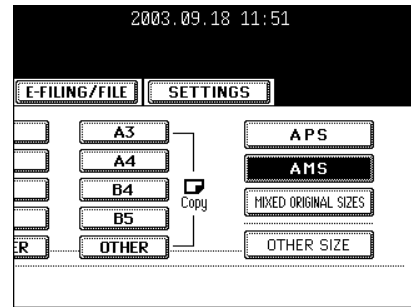 2003.09.18 11:51
E-FILING/FILE SETTINGS
A3 APS
A4 AMS
B4 Copy MIXED ORIGINAL SIZES
B5
ER OTHER OTHER SIZE